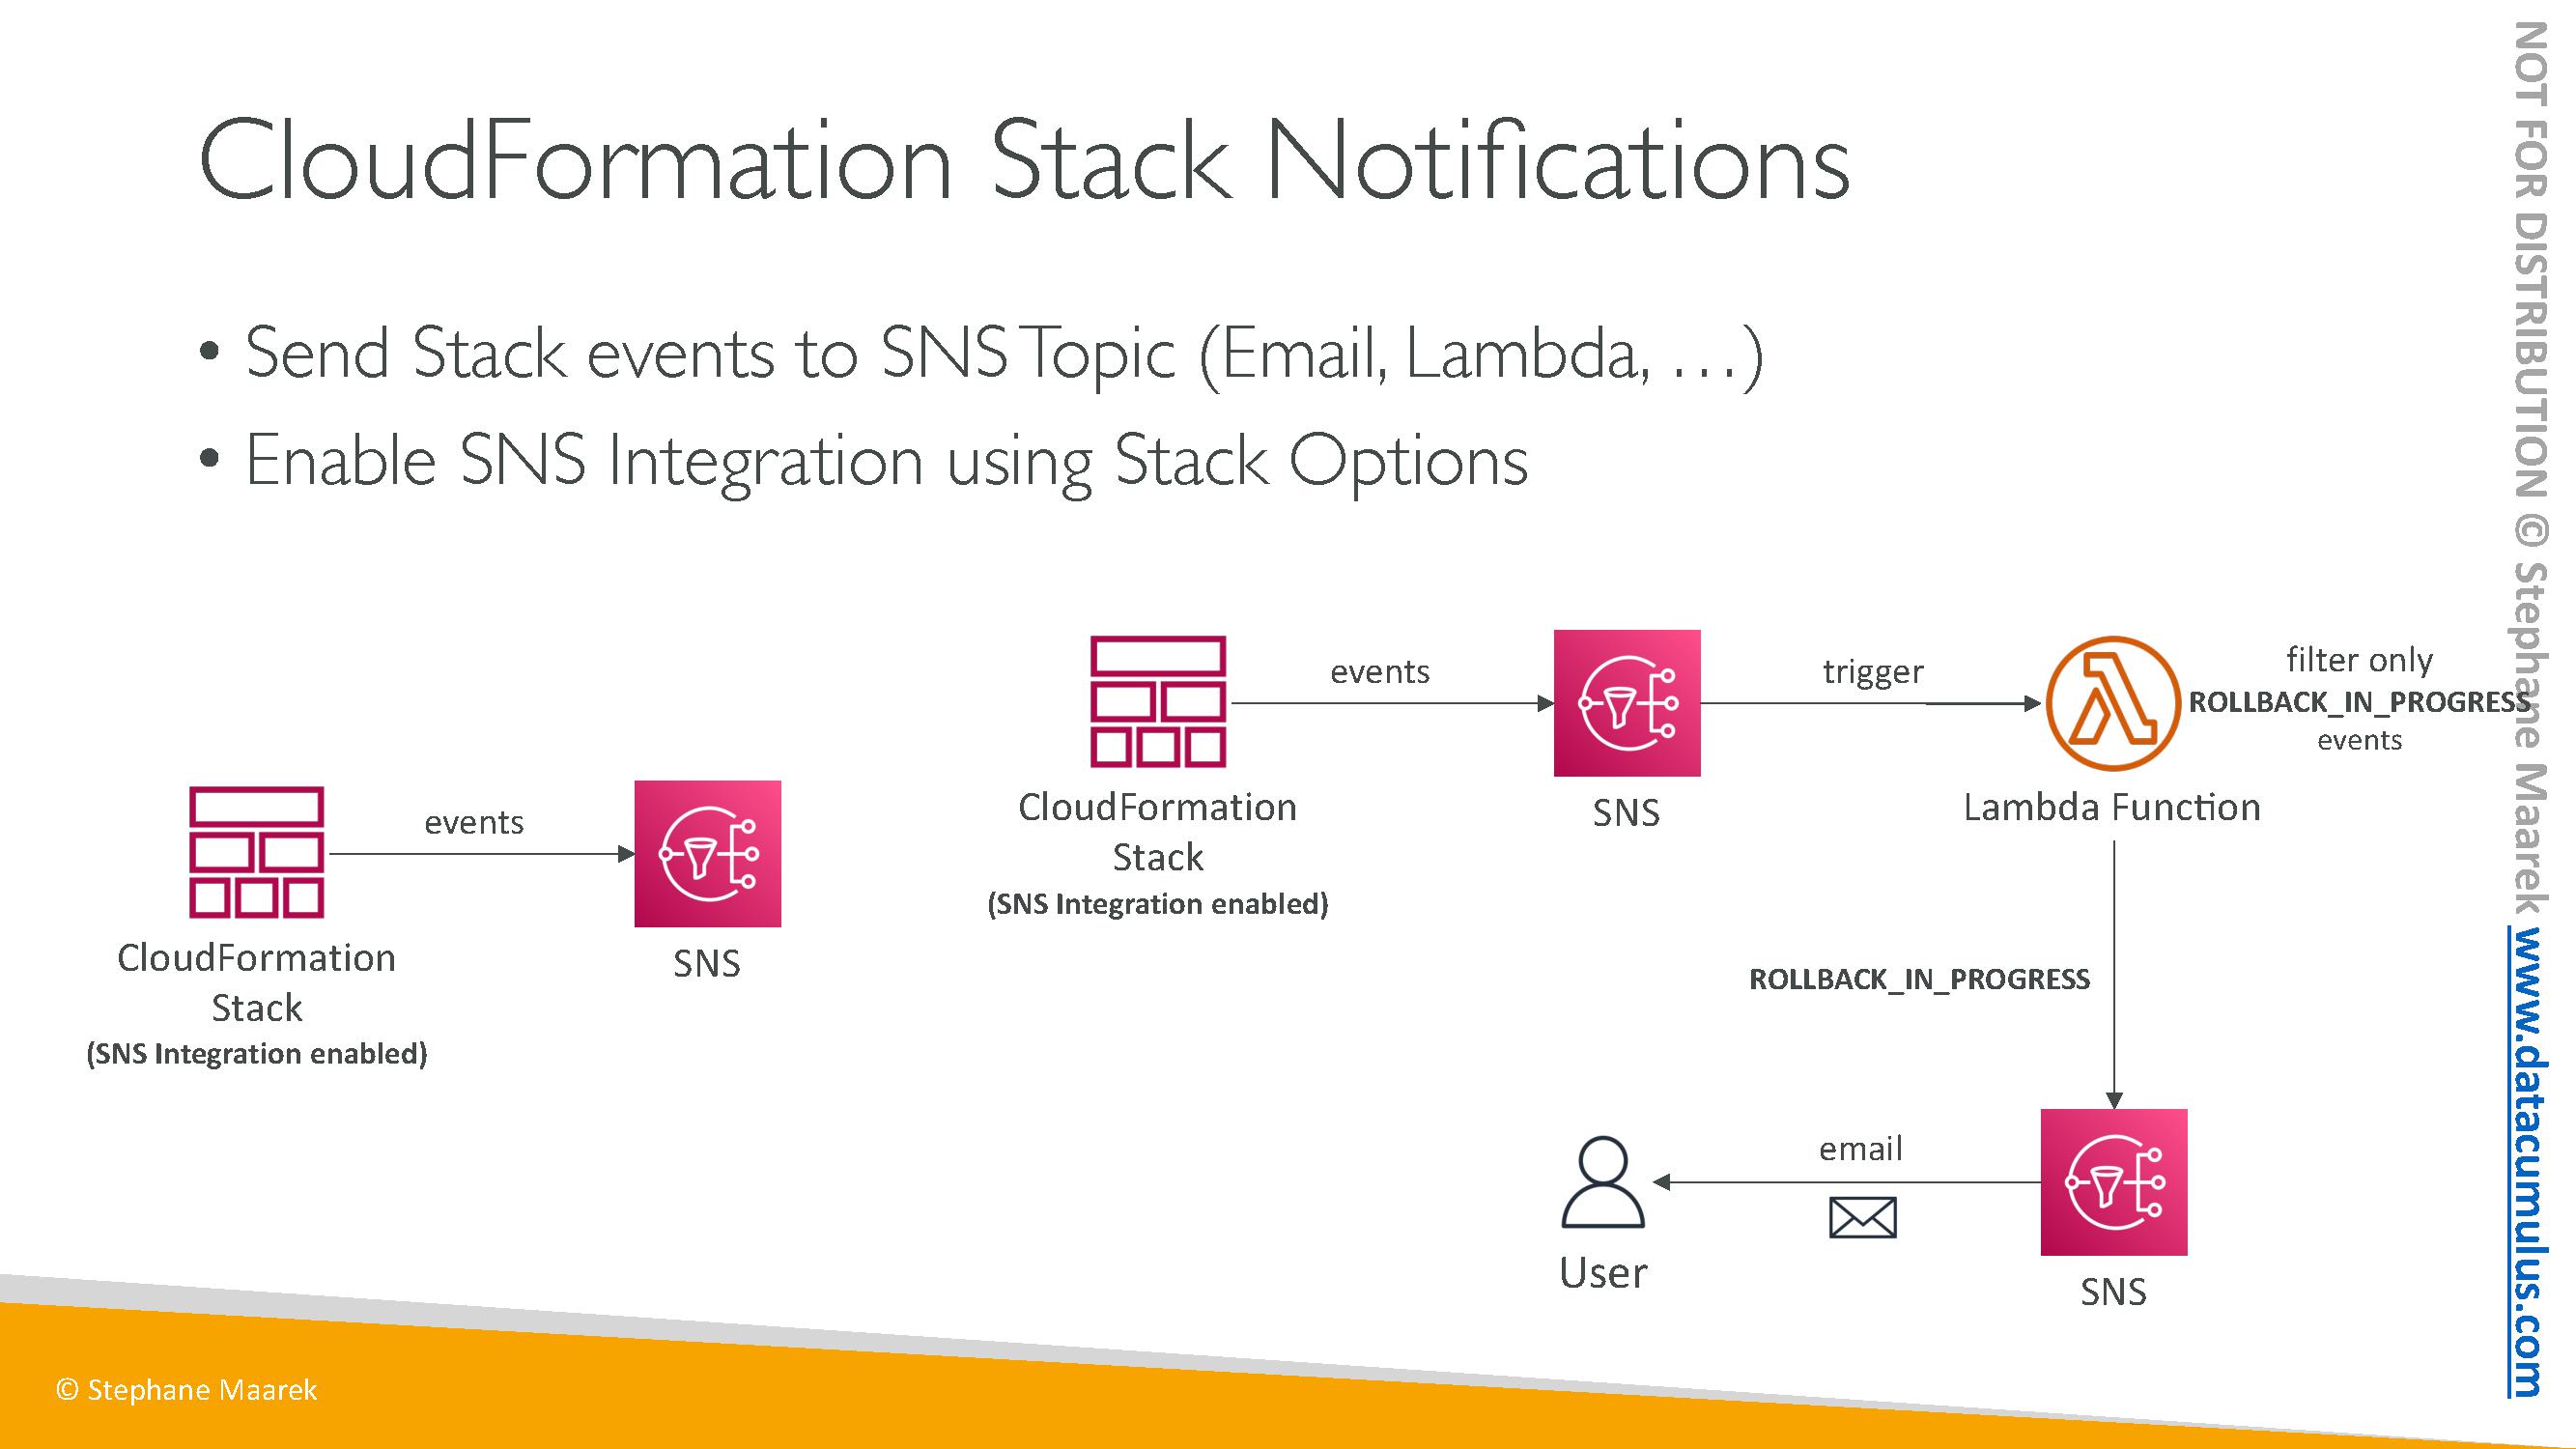 CloudFormation Stack Notifications
• Send Stack events to SNS Topic (Email, Lambda, …)
• Enable SNS Integration using Stack Options
events
CloudFormation
Stack
(SNS Integration enabled)
SNS
events
CloudFormation
Stack
(SNS Integration enabled)
SNS
trigger
filter only
ROLLBACK_IN_PROGRESS
events
Lambda Function
ROLLBACK_IN_PROGRESS
SNS
email
User
© Stephane Maarek
NOT FOR DISTRIBUTION © Stephane Maarek www.datacumulus.com